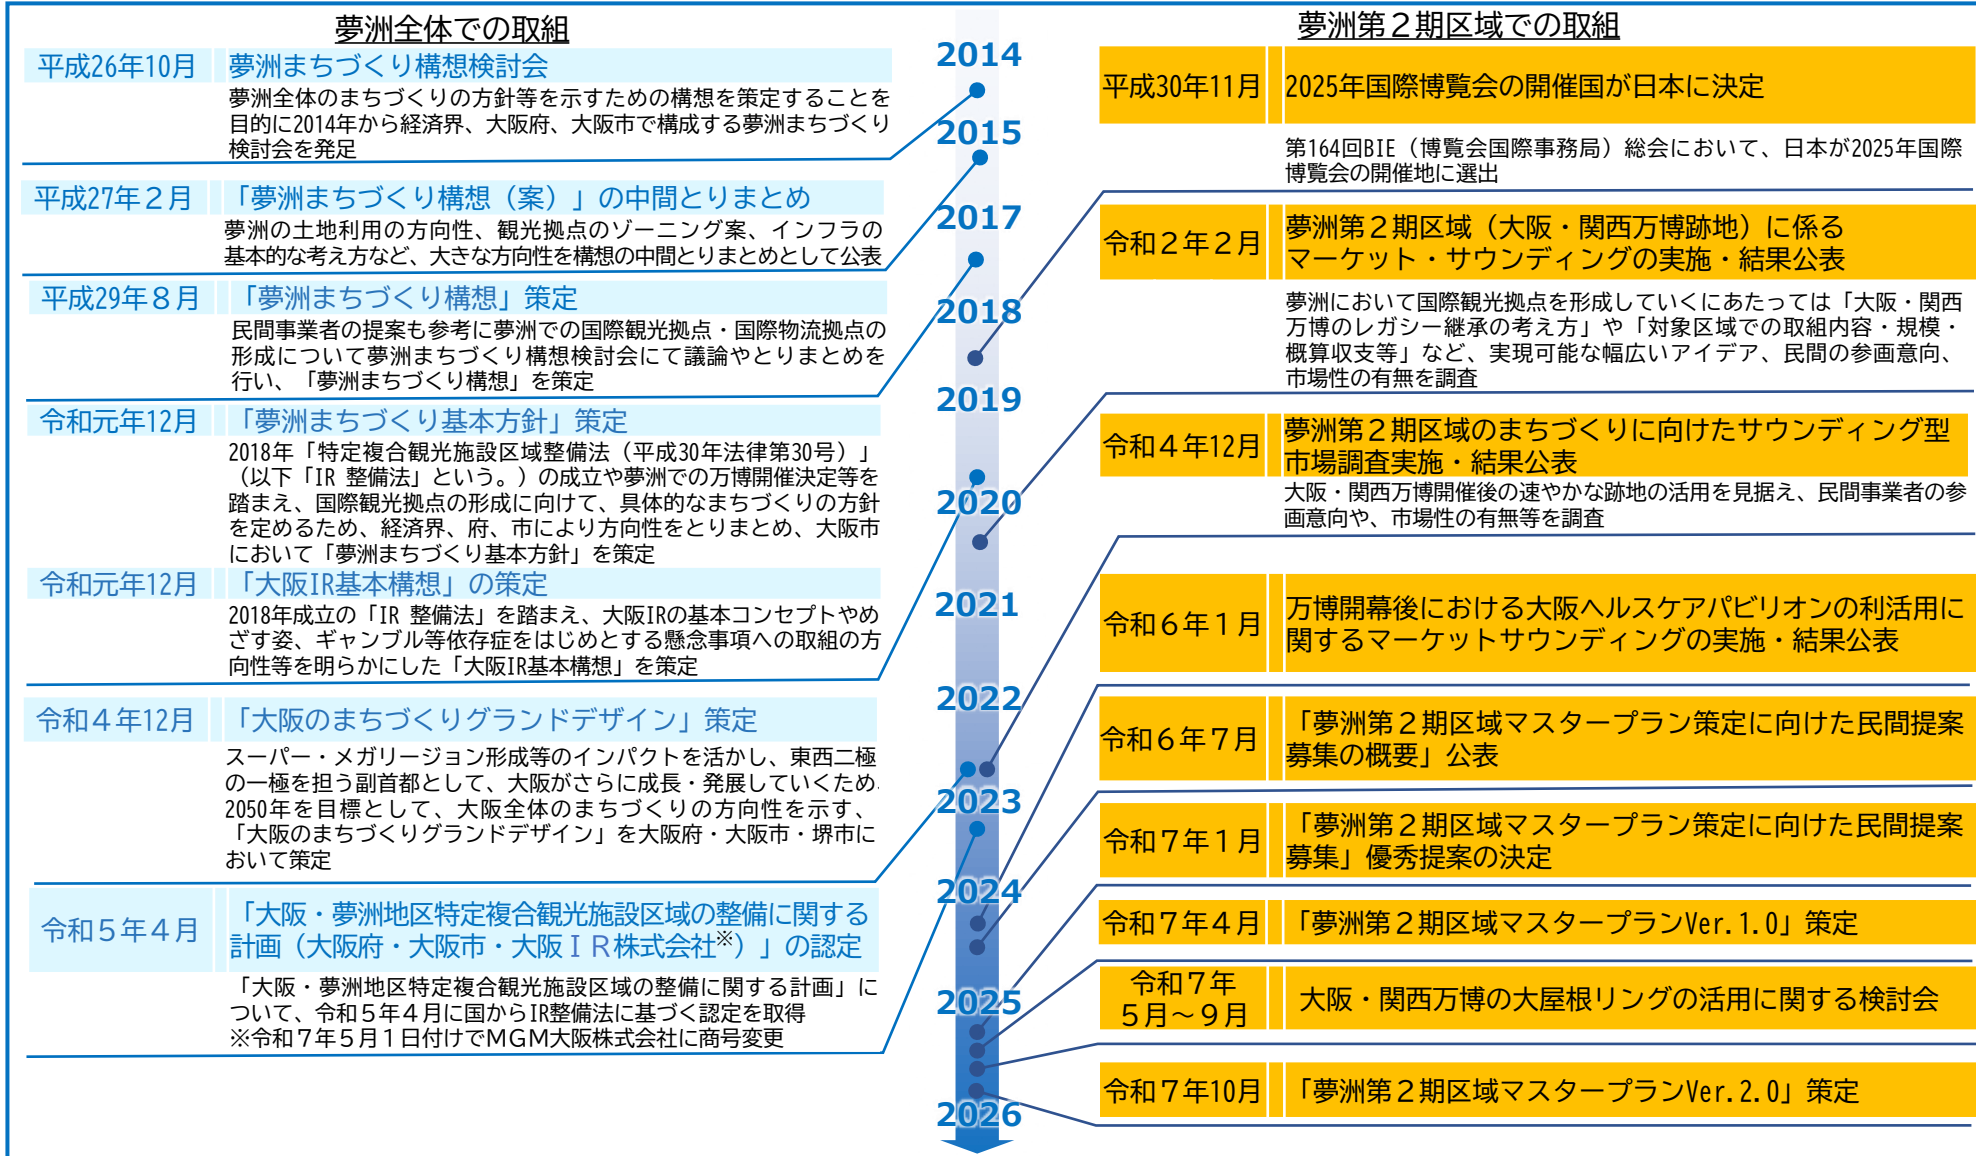 夢洲全体での取組
平成26年10月 夢洲まちづくり構想検討会
夢洲全体のまちづくりの方針等を示すための構想を策定することを
目的に2014年から経済界、大阪府、大阪市で構成する夢洲まちづくり
検討会を発足
平成27年２月 「夢洲まちづくり構想（案）」の中間とりまとめ
夢洲の土地利用の方向性、観光拠点のゾーニング案、インフラの
基本的な考え方など、大きな方向性を構想の中間とりまとめとして公表
平成29年８月 「夢洲まちづくり構想」策定
民間事業者の提案も参考に夢洲での国際観光拠点・国際物流拠点の
形成について夢洲まちづくり構想検討会にて議論やとりまとめを
行い、「夢洲まちづくり構想」を策定
令和元年12月 「夢洲まちづくり基本方針」策定
2018年「特定複合観光施設区域整備法（平成30年法律第30号）」
（以下「IR 整備法」という。）の成立や夢洲での万博開催決定等を
踏まえ、国際観光拠点の形成に向けて、具体的なまちづくりの方針
を定めるため、経済界、府、市により方向性をとりまとめ、大阪市
において「夢洲まちづくり基本方針」を策定
令和元年12月 「大阪IR基本構想」の策定
2018年成立の「IR 整備法」を踏まえ、大阪IRの基本コンセプトやめ
ざす姿、ギャンブル等依存症をはじめとする懸念事項への取組の方
向性等を明らかにした「大阪IR基本構想」を策定
令和４年12月 「大阪のまちづくりグランドデザイン」策定
スーパー・メガリージョン形成等のインパクトを活かし、東西二極
の一極を担う副首都として、大阪がさらに成長・発展していくため、
2050年を目標として、大阪全体のまちづくりの方向性を示す、
「大阪のまちづくりグランドデザイン」を大阪府・大阪市・堺市に
おいて策定
令和５年４月 「大阪・夢洲地区特定複合観光施設区域の整備に関する
計画（大阪府・大阪市・大阪ＩＲ株式会社※）」の認定
「大阪・夢洲地区特定複合観光施設区域の整備に関する計画」に
ついて、令和５年４月に国からIR整備法に基づく認定を取得
※令和７年５月１日付けでＭＧＭ大阪株式会社に商号変更
2014
2015
2017
2018
2019
2020
2021
2022
2023
2024
2025
2026
夢洲第２期区域での取組
平成30年11月 2025年国際博覧会の開催国が日本に決定
第164回BIE（博覧会国際事務局）総会において、日本が2025年国際
博覧会の開催地に選出
令和２年２月 夢洲第２期区域（大阪・関西万博跡地）に係る
マーケット・サウンディングの実施・結果公表
夢洲において国際観光拠点を形成していくにあたっては「大阪・関西
万博のレガシー継承の考え方」や「対象区域での取組内容・規模・
概算収支等」など、実現可能な幅広いアイデア、民間の参画意向、
市場性の有無を調査
令和４年12月 夢洲第２期区域のまちづくりに向けたサウンディング型
市場調査実施・結果公表
大阪・関西万博開催後の速やかな跡地の活用を見据え、民間事業者の参
画意向や、市場性の有無等を調査
令和６年１月 万博開幕後における大阪ヘルスケアパビリオンの利活用に
関するマーケットサウンディングの実施・結果公表
令和６年７月 「夢洲第２期区域マスタープラン策定に向けた民間提案
募集の概要」公表
令和７年１月 「夢洲第２期区域マスタープラン策定に向けた民間提案
募集」優秀提案の決定
令和７年４月 「夢洲第２期区域マスタープランVer.1.0」策定
令和７年
５月～９月 大阪・関西万博の大屋根リングの活用に関する検討会
令和７年10月 「夢洲第２期区域マスタープランVer.2.0」策定